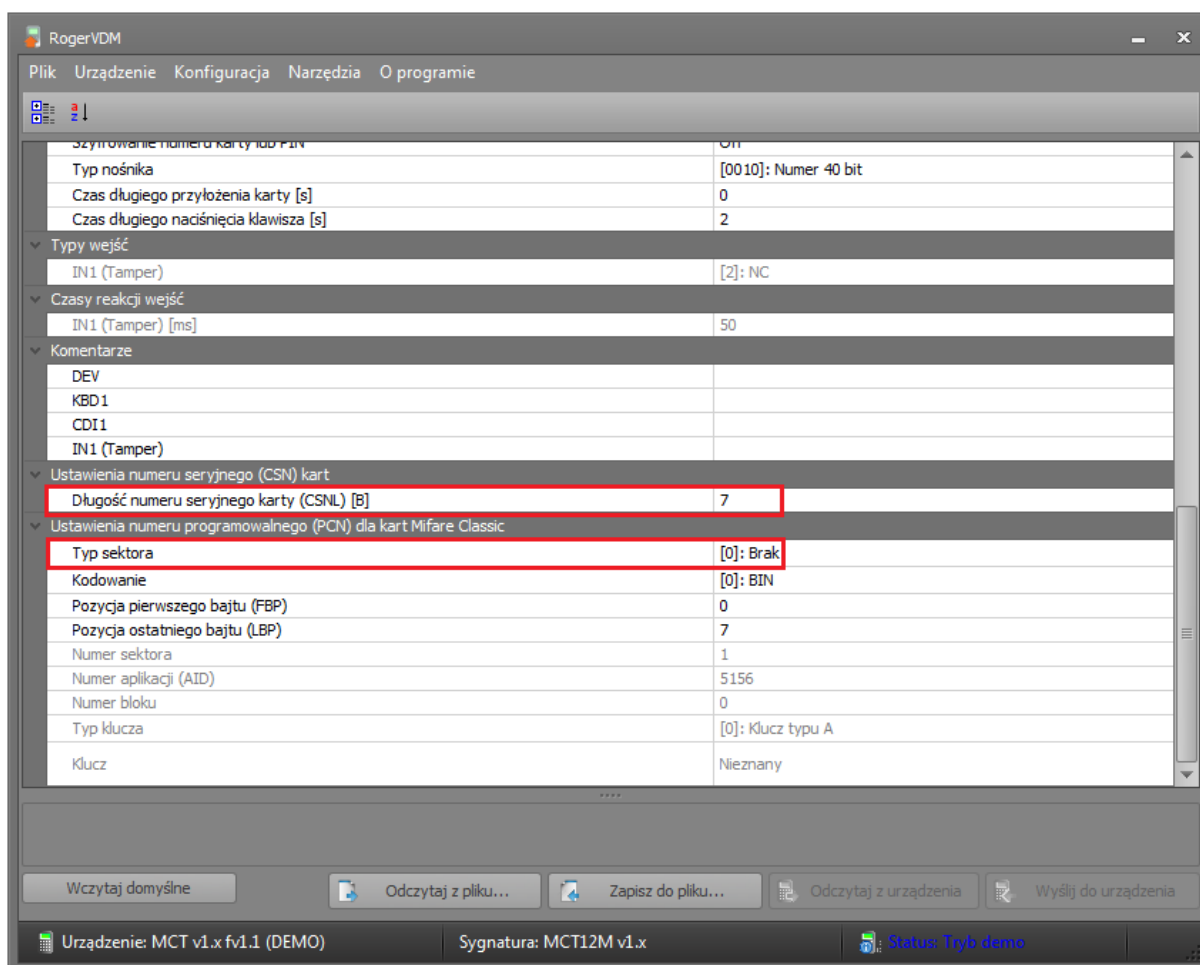 RogerVDM
Plik Urządzenie Konfiguracja Narzędzia O programie
Szyfrowanie numeru karty lub PIN Off
Typ nośnika [0010]: Numer 40 bit
Czas długiego przyłożenia karty [s] 0
Czas długiego naciśnięcia klawisza [s] 2
Typy wejść
IN1 (Tamper) [2]: NC
Czasy reakcji wejść
IN1 (Tamper) [ms] 50
Komentarze
DEV
KBD1
CDI1
IN1 (Tamper)
Ustawienia numeru seryjnego (CSN) kart
Długość numeru seryjnego karty (CSNL) [B] 7
Ustawienia numeru programowalnego (PCN) dla kart Mifare Classic
Typ sektora [0]: Brak
Kodowanie [0]: BIN
Pozycja pierwszego bajtu (FBP) 0
Pozycja ostatniego bajtu (LBP) 7
Numer sektora 1
Numer aplikacji (AID) 5156
Numer bloku 0
Typ klucza [0]: Klucz typu A
Klucz Nieznany
Wczytaj domyślne Odczytaj z pliku... Zapisz do pliku... Odczytaj z urządzenia Wyślij do urządzenia
Urządzenie: MCT v1.x fv1.1 (DEMO) Sygnatura: MCT12M v1.x Status: Tryb demo